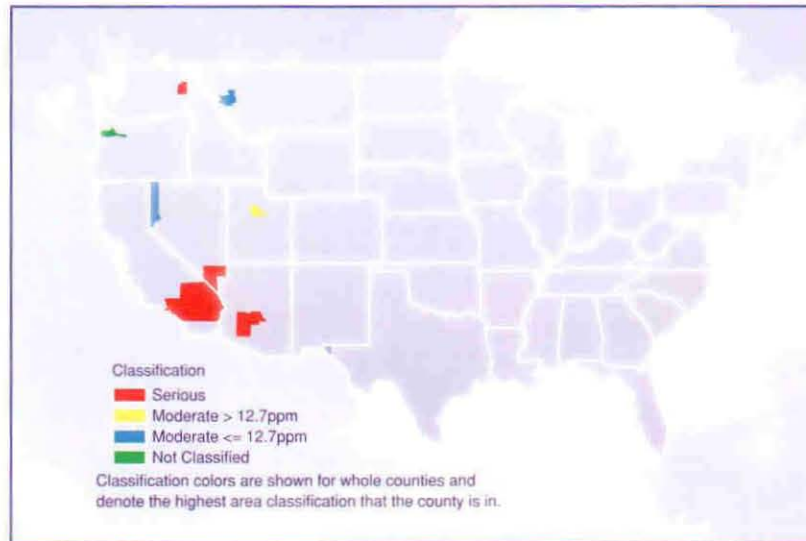 Classification
Serious
Moderate > 12.7ppm
Moderate <= 12.7ppm
Not Classified
Classification colors are shown for whole counties and
denote the highest area classification that the county is in.